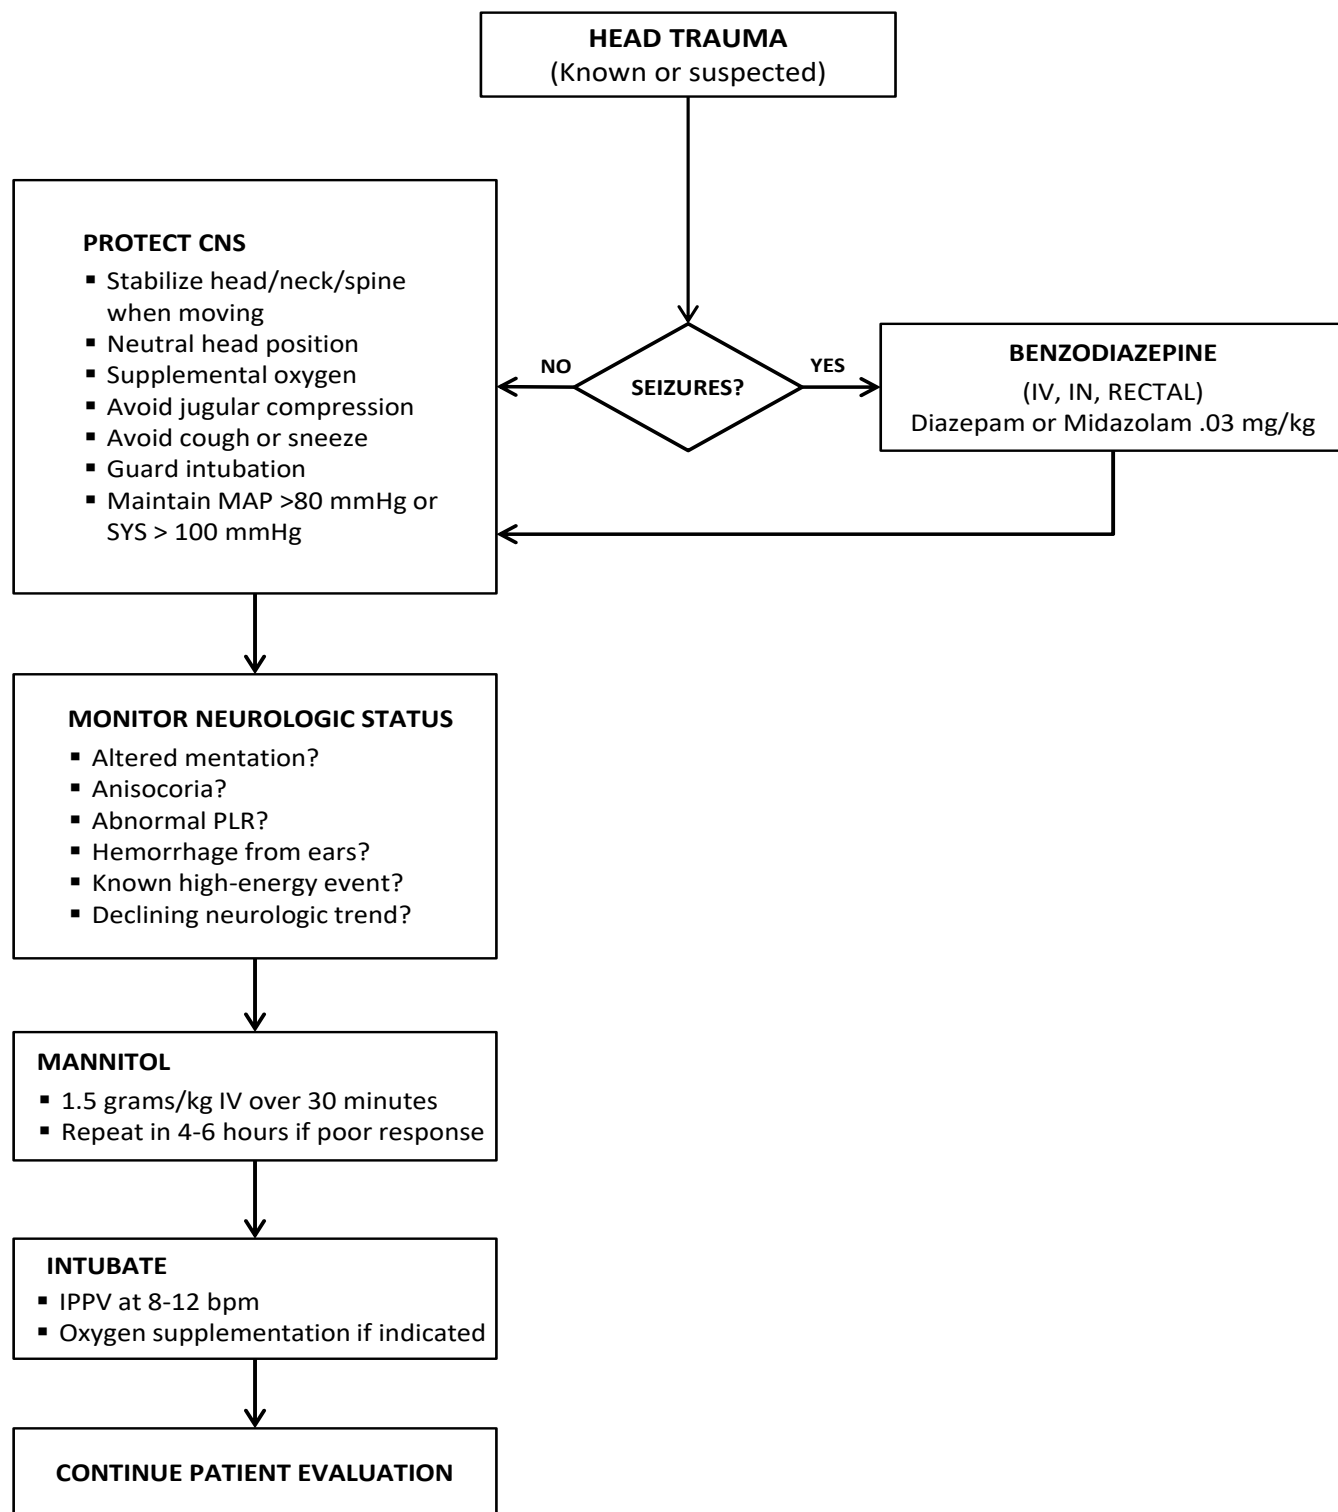 HEAD TRAUMA
(Known or suspected)
PROTECT CNS
▪ Stabilize head/neck/spine
when moving
▪ Neutral head position
▪ Supplemental oxygen
▪ Avoid jugular compression
▪ Avoid cough or sneeze
▪ Guard intubation
▪ Maintain MAP >80 mmHg or
SYS > 100 mmHg
NO
SEIZURES?
YES
BENZODIAZEPINE
(IV, IN, RECTAL)
Diazepam or Midazolam .03 mg/kg
MONITOR NEUROLOGIC STATUS
▪ Altered mentation?
▪ Anisocoria?
▪ Abnormal PLR?
▪ Hemorrhage from ears?
▪ Known high-energy event?
▪ Declining neurologic trend?
MANNITOL
▪ 1.5 grams/kg IV over 30 minutes
▪ Repeat in 4-6 hours if poor response
INTUBATE
▪ IPPV at 8-12 bpm
▪ Oxygen supplementation if indicated
CONTINUE PATIENT EVALUATION